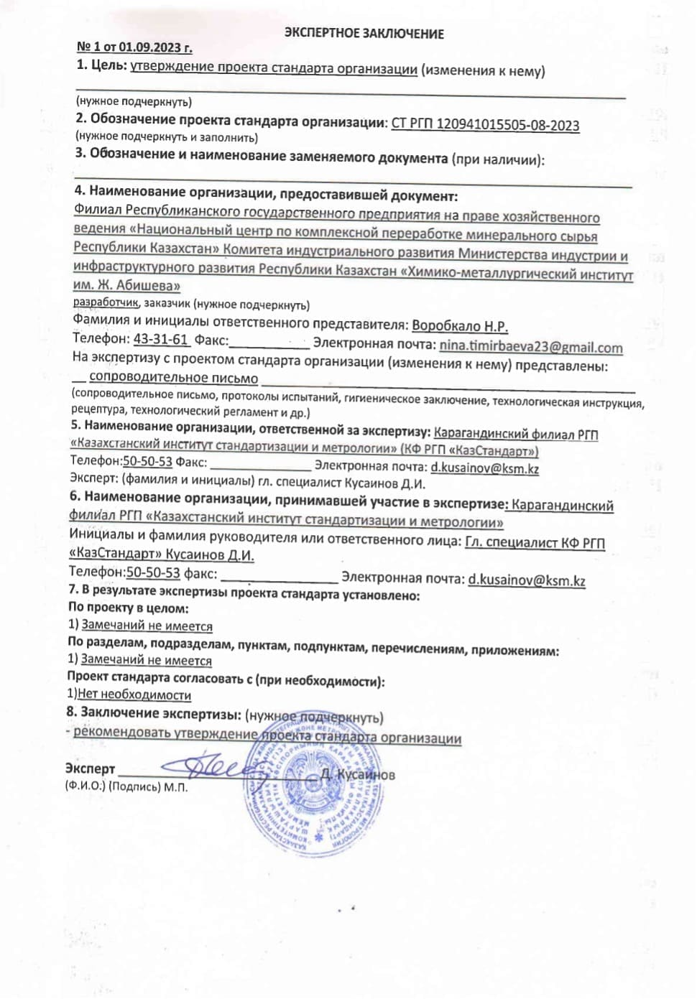 ЭКСПЕРТНОЕ ЗАКЛЮЧЕНИЕ
№ 1 от 01.09.2023 г.
1. Цель: утверждение проекта стандарта организации (изменения к нему)
(нужное подчеркнуть)
2. Обозначение проекта стандарта организации: СТ РГП 120941015505-08-2023
(нужное подчеркнуть и заполнить)
3. Обозначение и наименование заменяемого документа (при наличии):
4. Наименование организации, предоставившей документ:
Филиал Республиканского государственного предприятия на праве хозяйственного
ведения «Национальный центр по комплексной переработке минерального сырья
Республики Казахстан» Комитета индустриального развития Министерства индустрии и
инфраструктурного развития Республики Казахстан «Химико-металлургический институт
им. Ж. Абишева»
разработчик, заказчик (нужное подчеркнуть)
Фамилия и инициалы ответственного представителя: Воробкало Н.Р.
Телефон: 43-31-61 Факс:____________ Электронная почта: nina.timirbaeva23@gmail.com
На экспертизу с проектом стандарта организации (изменения к нему) представлены:
__ сопроводительное письмо ____________
(сопроводительное письмо, протоколы испытаний, гигиеническое заключение, технологическая инструкция,
рецептура, технологический регламент и др.)
5. Наименование организации, ответственной за экспертизу: Карагандинский филиал РГП
«Казахстанский институт стандартизации и метрологии» (КФ РГП «КазСтандарт»)
Телефон:50-50-53 Факс: ____________ Электронная почта: d.kusainov@ksm.kz
Эксперт: (фамилия и инициалы) гл. специалист Кусаинов Д.И.
6. Наименование организации, принимавшей участие в экспертизе: Карагандинский
филиал РГП «Казахстанский институт стандартизации и метрологии»
Инициалы и фамилия руководителя или ответственного лица: Гл. специалист КФ РГП
«КазСтандарт» Кусаинов Д.И.
Телефон:50-50-53 факс: ____________ Электронная почта: d.kusainov@ksm.kz
7. В результате экспертизы проекта стандарта установлено:
По проекту в целом:
1) Замечаний не имеется
По разделам, подразделам, пунктам, подпунктам, перечислениям, приложениям:
1) Замечаний не имеется
Проект стандарта согласовать с (при необходимости):
1)Нет необходимости
8. Заключение экспертизы: (нужное подчеркнуть)
- рекомендовать утверждение проекта стандарта организации
Эксперт ____________ Д. Кусаинов
(Ф.И.О.) (Подпись) М.П.